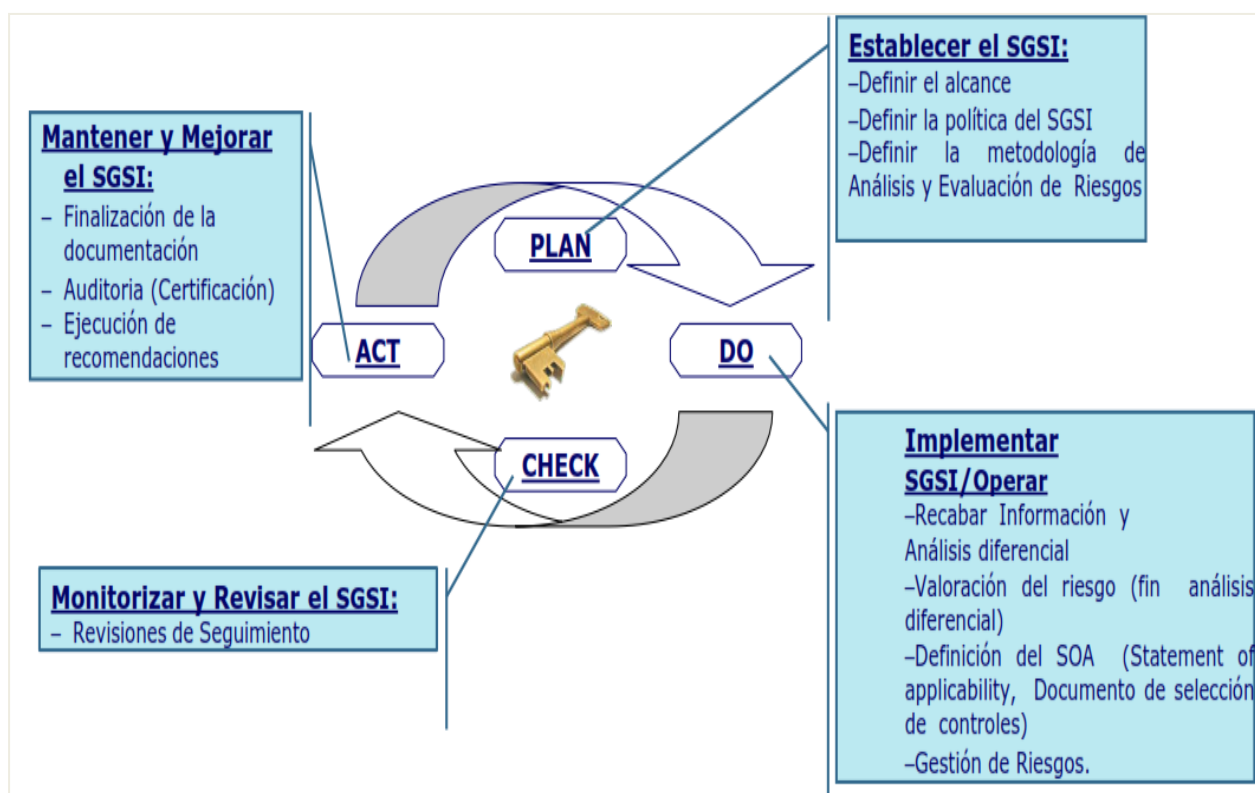 Establecer el SGSI:
–Definir el alcance
–Definir la política del SGSI
–Definir la metodología de
Análisis y Evaluación de Riesgos
Mantener y Mejorar
el SGSI:
– Finalización de la
documentación
– Auditoria (Certificación)
– Ejecución de
recomendaciones
PLAN
ACT
DO
CHECK
Monitorizar y Revisar el SGSI:
– Revisiones de Seguimiento
Implementar
SGSI/Operar
–Recabar Información y
Análisis diferencial
–Valoración del riesgo (fin análisis
diferencial)
–Definición del SOA (Statement of
applicability, Documento de selección
de controles)
–Gestión de Riesgos.